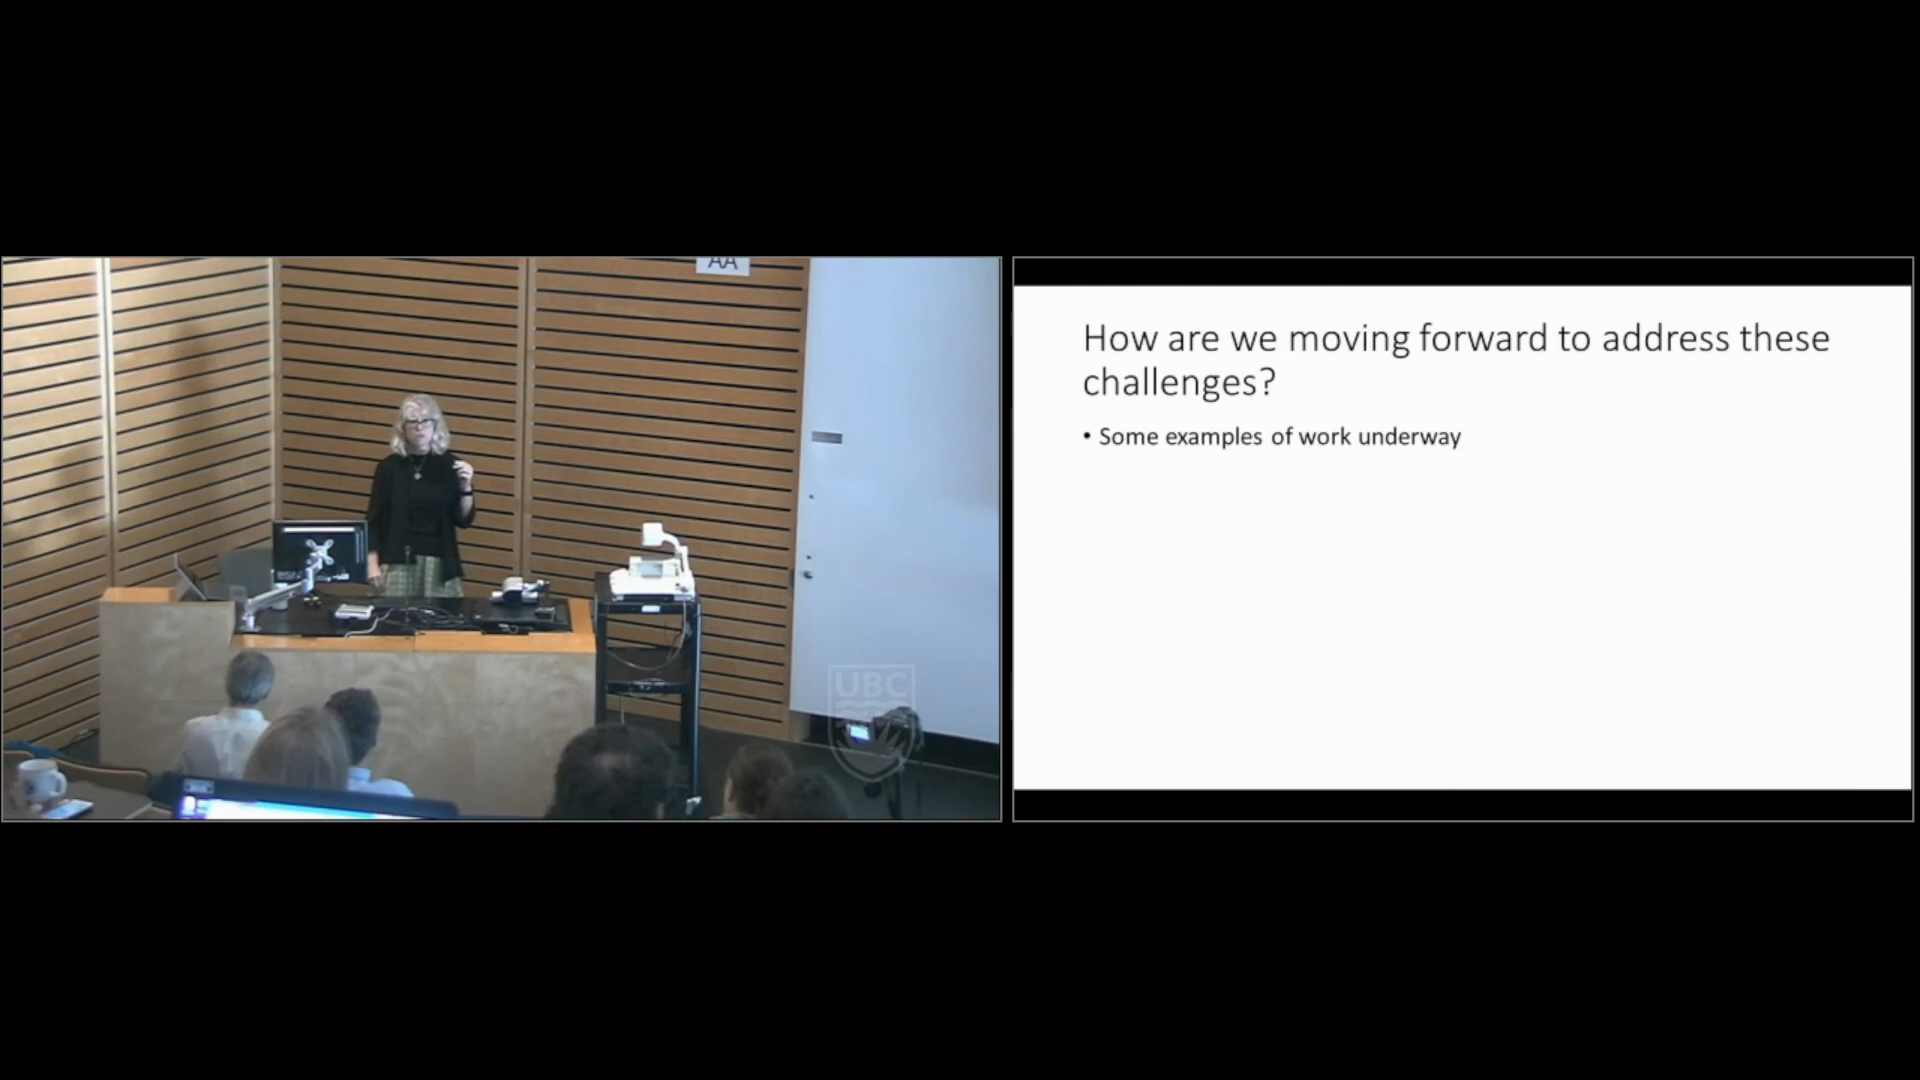 AA
UBC
How are we moving forward to address these
challenges?
• Some examples of work underway